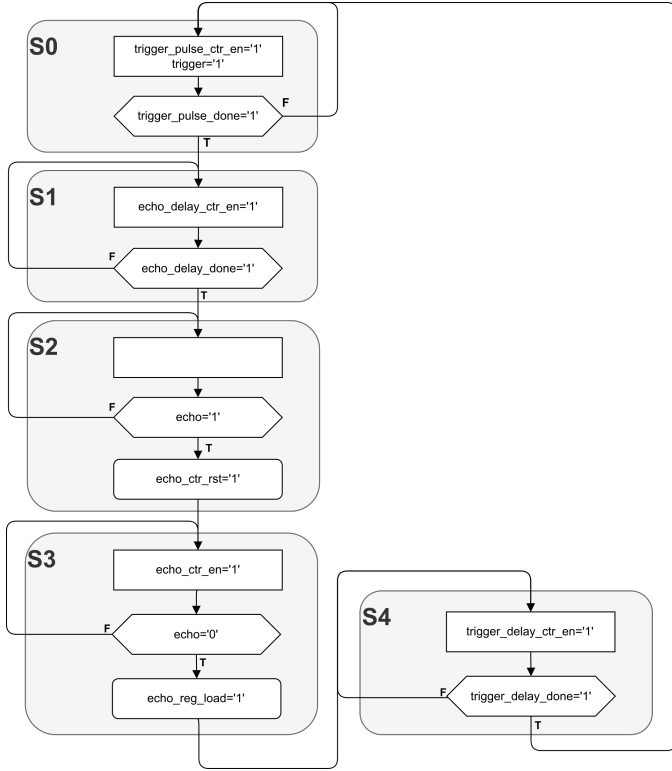 S0
trigger_pulse_ctr_en='1'
trigger='1'
trigger_pulse_done='1'
F
T
S1
echo_delay_ctr_en='1'
echo_delay_done='1'
F
T
S2
echo='1'
F
T
echo_ctr_rst='1'
S3
echo_ctr_en='1'
echo='0'
F
T
echo_reg_load='1'
S4
trigger_delay_ctr_en='1'
trigger_delay_done='1'
F
T